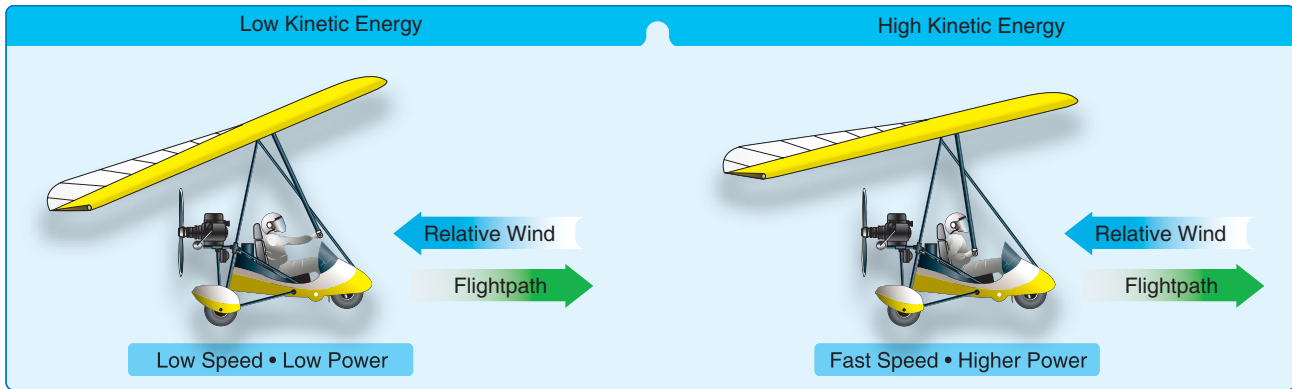 Low Kinetic Energy
Relative Wind
Flightpath
Low Speed • Low Power
High Kinetic Energy
Relative Wind
Flightpath
Fast Speed • Higher Power